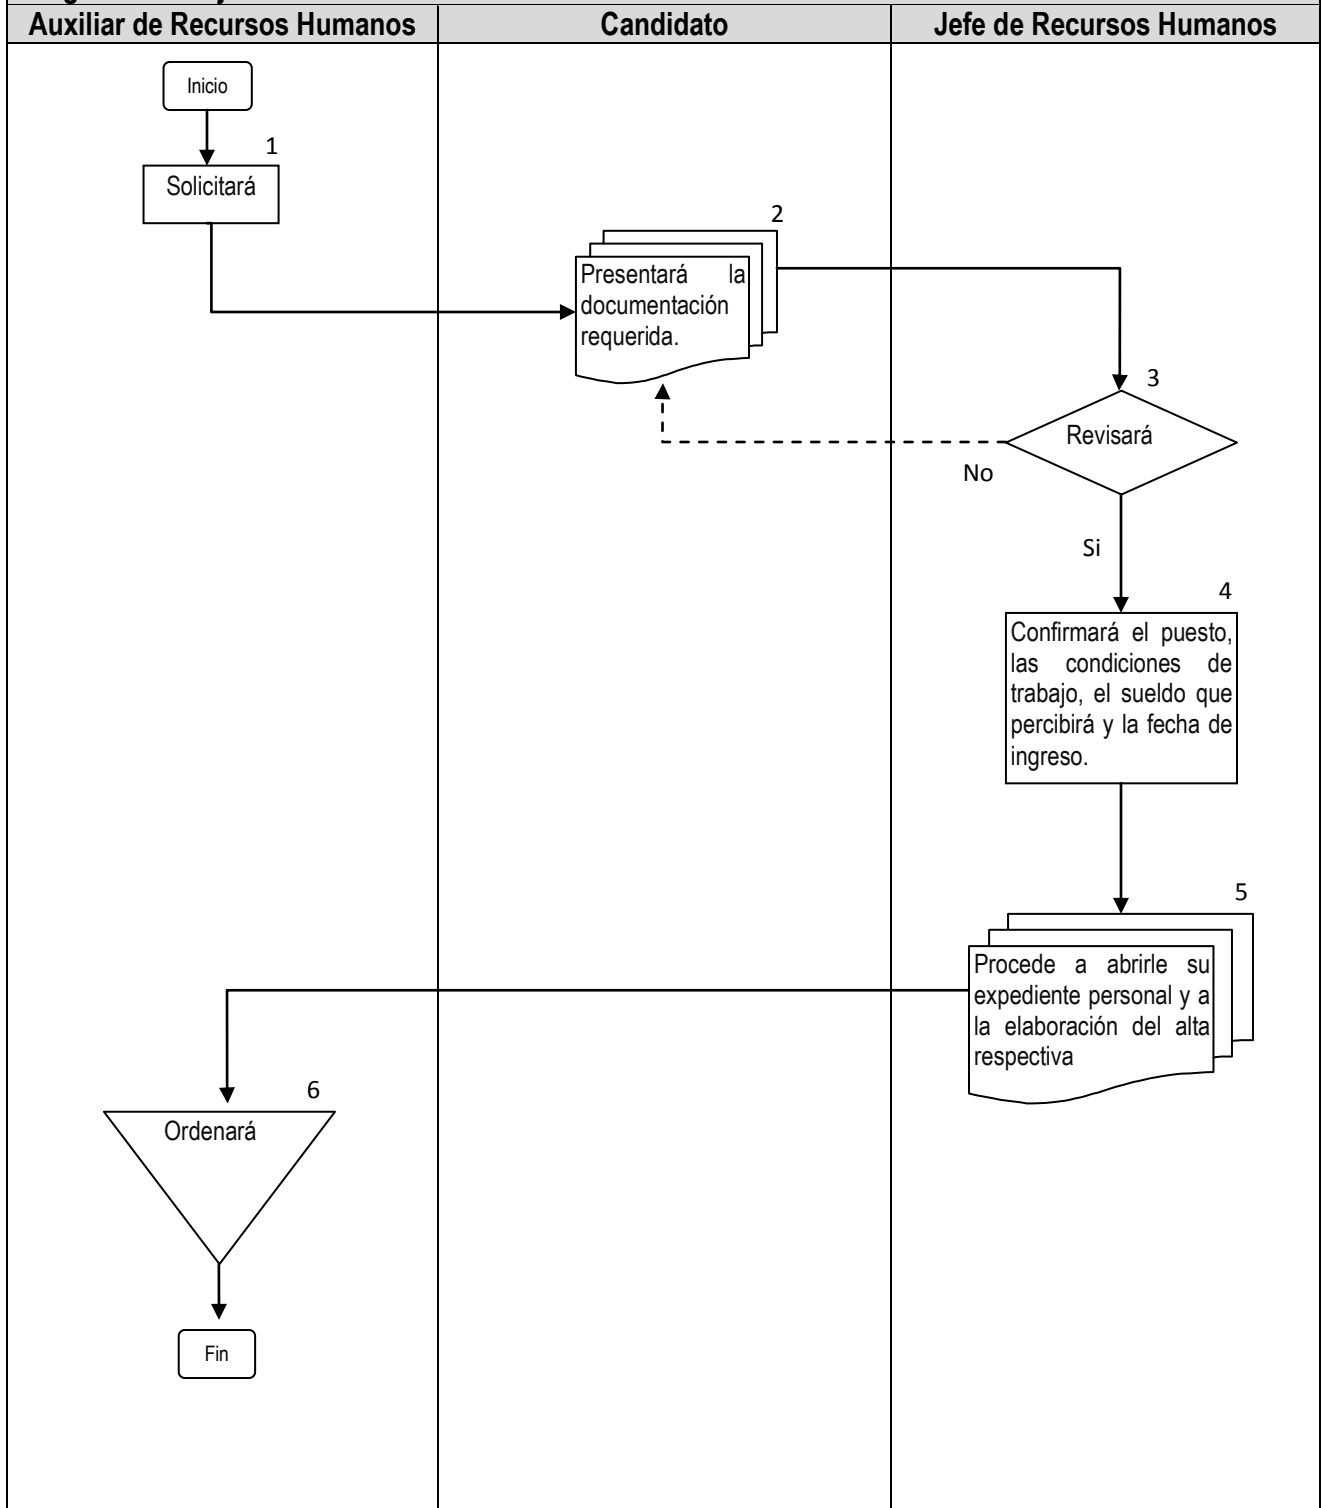 Auxiliar de Recursos Humanos
Candidato
Jefe de Recursos Humanos
Inicio
1
Solicitará
2
Presentará la
documentación
requerida.
3
Revisará
No
Si
4
Confirmará el puesto,
las condiciones de
trabajo, el sueldo que
percibirá y la fecha de
ingreso.
5
Procede a abrirle su
expediente personal y a
la elaboración del alta
respectiva
6
Ordenará
Fin